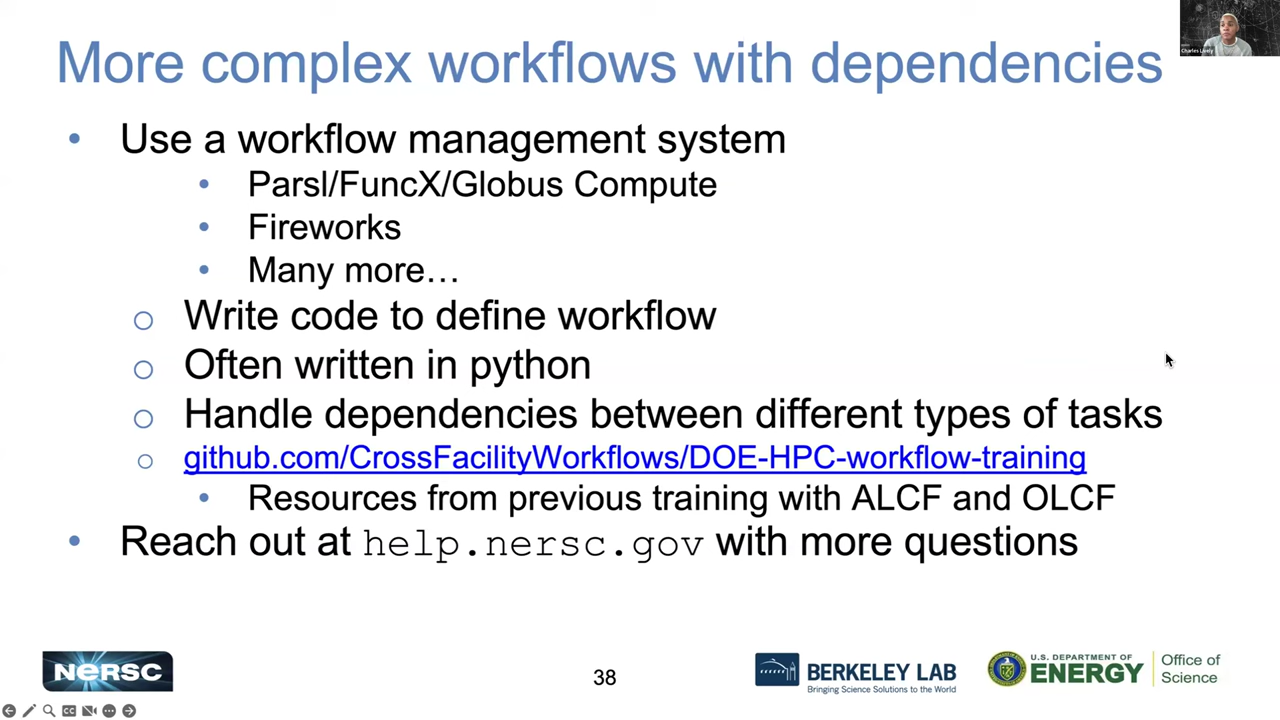 Charles Lively
More complex workflows with dependencies
• Use a workflow management system
• Parsl/FuncX/Globus Compute
• Fireworks
• Many more…
○ Write code to define workflow
○ Often written in python
○ Handle dependencies between different types of tasks
○ github.com/CrossFacilityWorkflows/DOE-HPC-workflow-training
• Resources from previous training with ALCF and OLCF
• Reach out at help.nersc.gov with more questions
NERSC
38
BERKELEY LAB
Bringing Science Solutions to the World
U.S. DEPARTMENT OF
ENERGY
Office of
Science